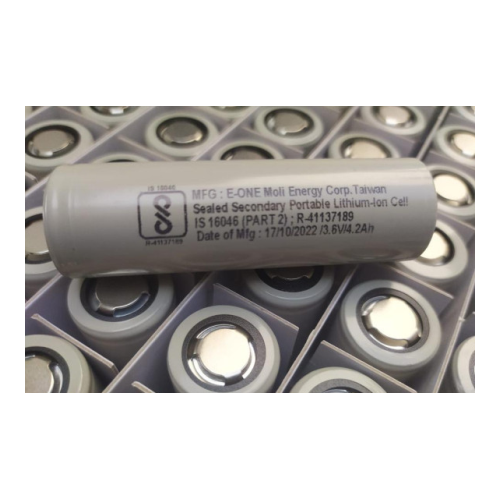 IS 16046
R-41137189
MFG : E-ONE Moli Energy Corp.Taiwan
Sealed Secondary Portable Lithium-Ion Cell
IS 16046 (PART 2) ; R-41137189
Date of Mfg : 17/10/2022 /3.6V/4.2Ah